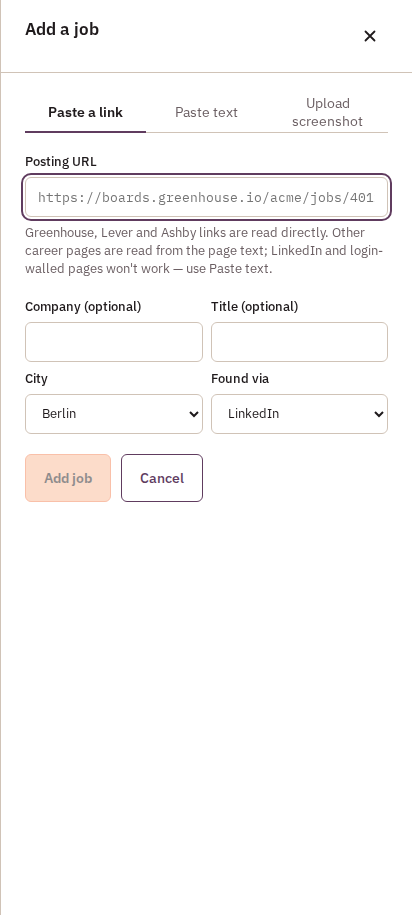 Add a job
Paste a link
Paste text
Upload
screenshot
Posting URL
https://boards.greenhouse.io/acme/jobs/401
Greenhouse, Lever and Ashby links are read directly. Other
career pages are read from the page text; LinkedIn and login-
walled pages won't work — use Paste text.
Company (optional)
Title (optional)
City
Found via
Berlin
LinkedIn
Add job
Cancel